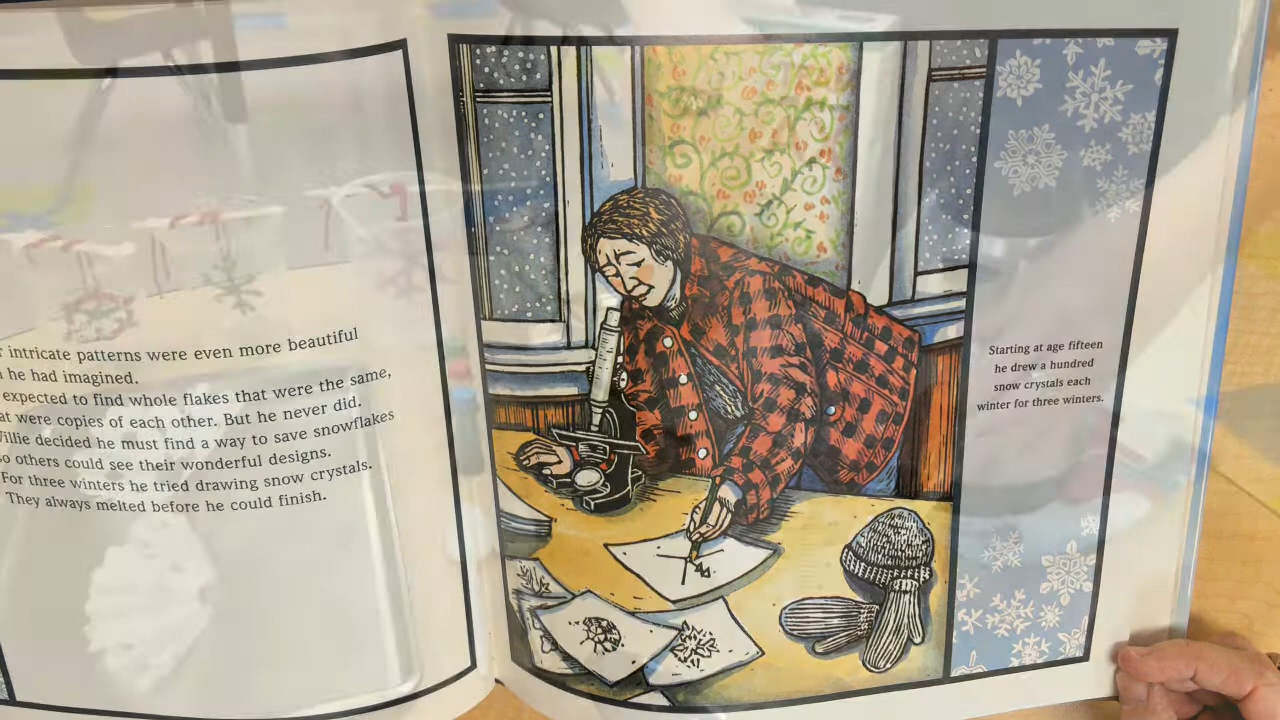 intricate patterns were even more beautiful
he had imagined.
expected to find whole flakes that were the same,
were copies of each other. But he never did.
Willie decided he must find a way to save snowflakes
so others could see their wonderful designs.
For three winters he tried drawing snow crystals.
They always melted before he could finish.
Starting at age fifteen
he drew a hundred
snow crystals each
winter for three winters.